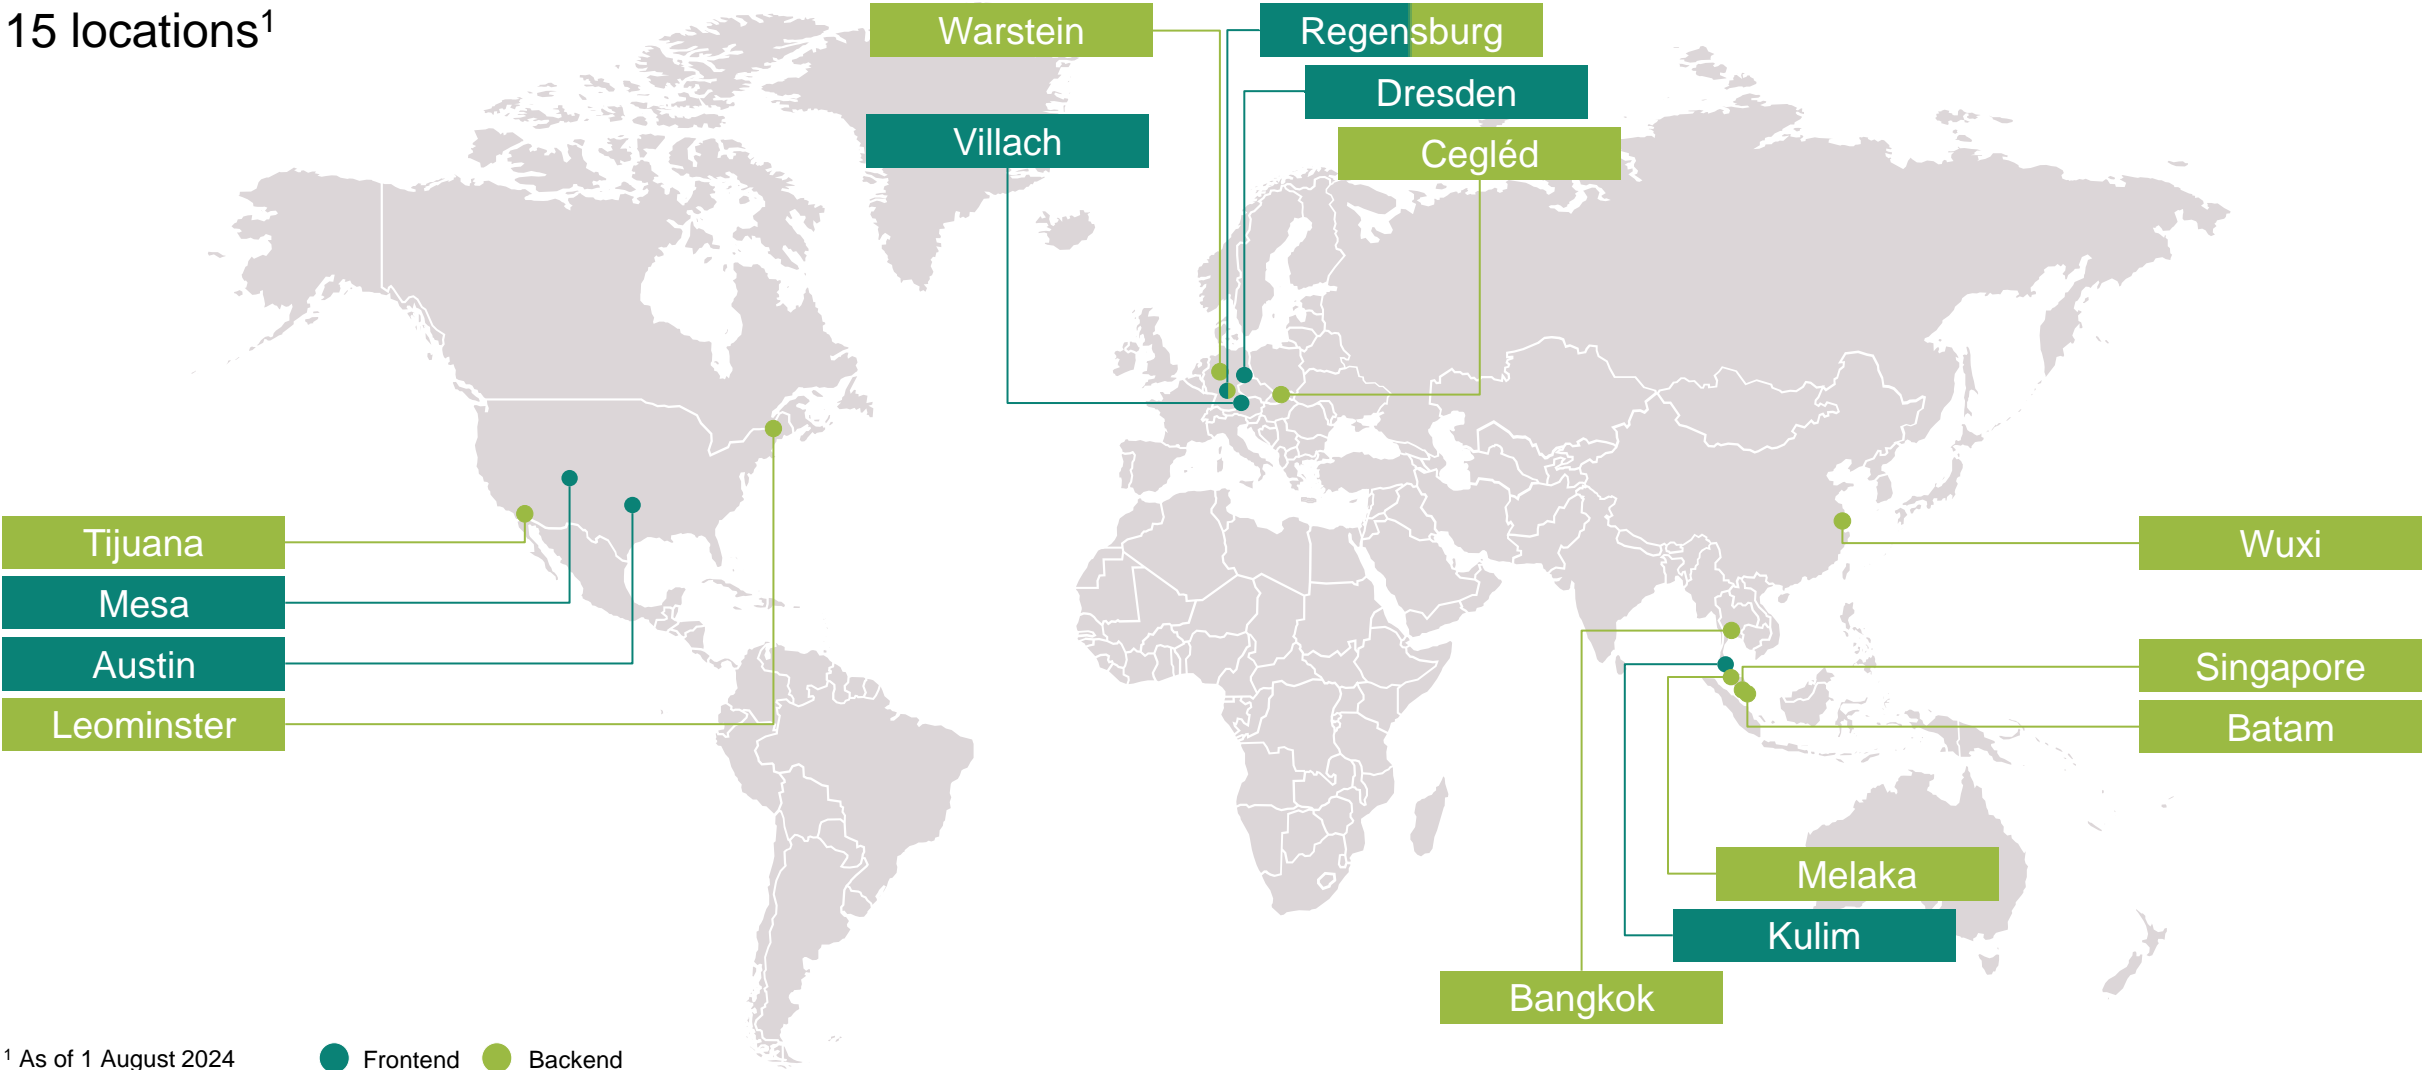 15 locations¹
Warstein
Regensburg
Dresden
Villach
Cegléd
Tijuana
Mesa
Austin
Leominster
Wuxi
Singapore
Batam
Melaka
Kulim
Bangkok
¹ As of 1 August 2024
Frontend
Backend